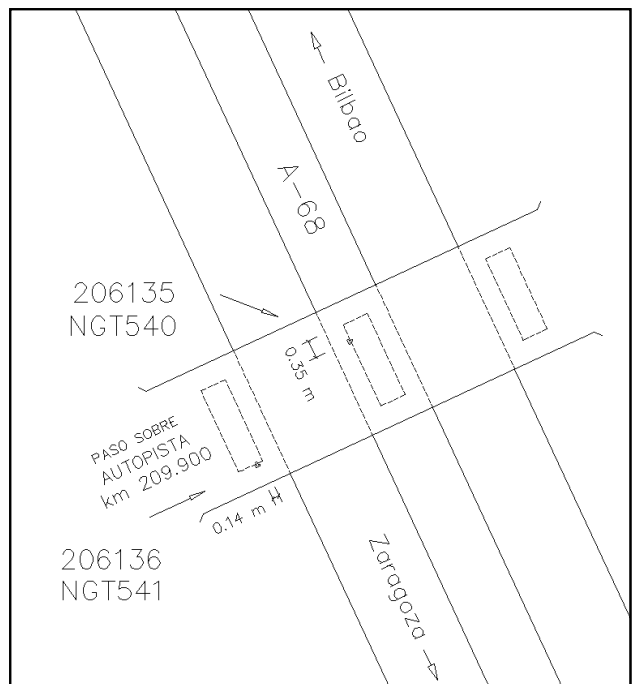 Bilbao
A-68
206135
NGT540
0.35 m
PASO SOBRE
AUTOPISTA
km 209.900
0.14 m
206136
NGT541
Zaragoza